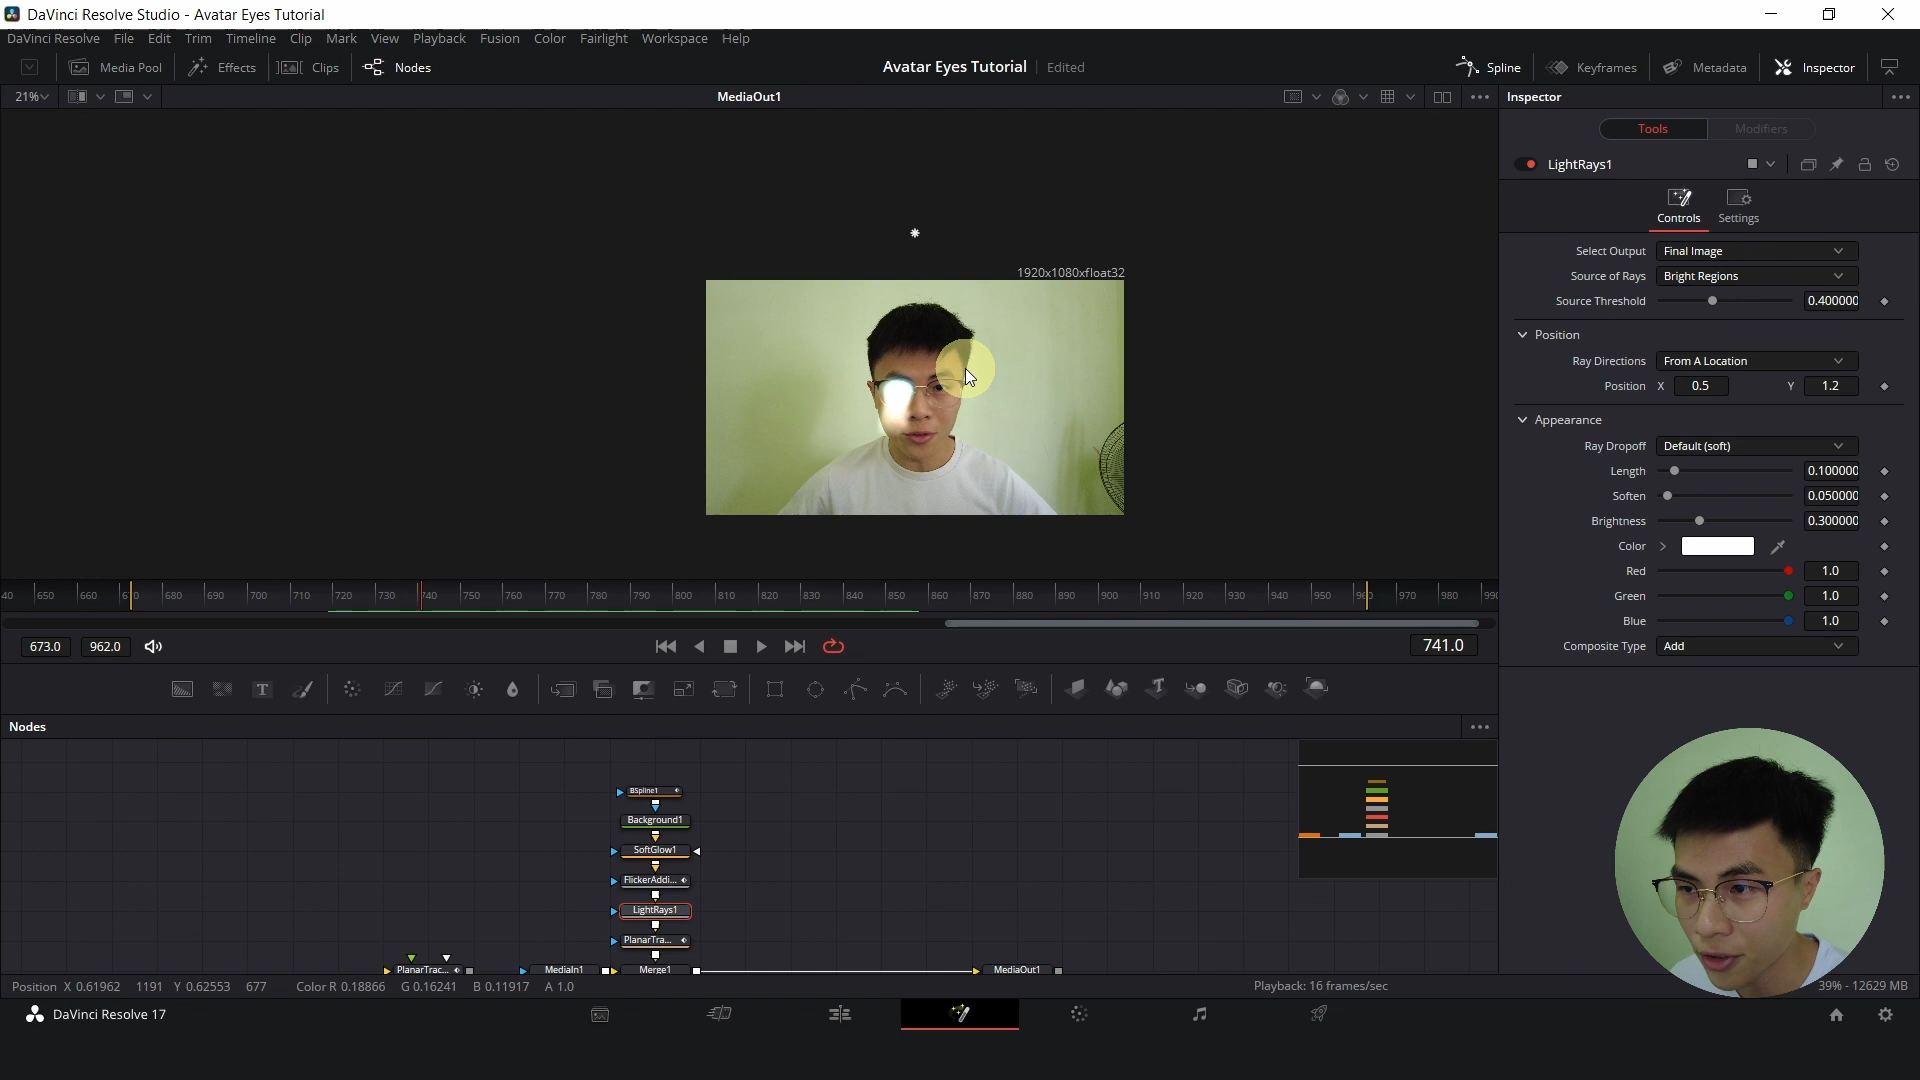 DaVinci Resolve Studio - Avatar Eyes Tutorial
DaVinci Resolve File Edit Trim Timeline Clip Mark View Playback Fusion Color Fairlight Workspace Help
Media Pool Effects Clips Nodes Avatar Eyes Tutorial Edited Spline Keyframes Metadata Inspector
21% MediaOut1 Inspector
Tools Modifiers
LightRays1
Controls Settings
1920x1080xfloat32
Select Output Final Image
Source of Rays Bright Regions
Source Threshold 0.400000
Position
Ray Directions From A Location
Position X 0.5 Y 1.2
Appearance
Ray Dropoff Default (soft)
Length 0.100000
Soften 0.050000
Brightness 0.300000
Color
Red 1.0
Green 1.0
Blue 1.0
Composite Type Add
40 650 660 670 680 690 700 710 720 730 740 750 760 770 780 790 800 810 820 830 840 850 860 870 880 890 900 910 920 930 940 950 960 970 980 990
673.0 962.0 741.0
Nodes
BSpline1
Background1
SoftGlow1
FlickerAddi...
LightRays1
PlanarTra...
PlanarTrac... MediaIn1 Merge1 MediaOut1
Position X 0.61962 1191 Y 0.62553 677 Color R 0.18866 G 0.16241 B 0.11917 A 1.0 Playback: 16 frames/sec 39% - 12629 MB
DaVinci Resolve 17